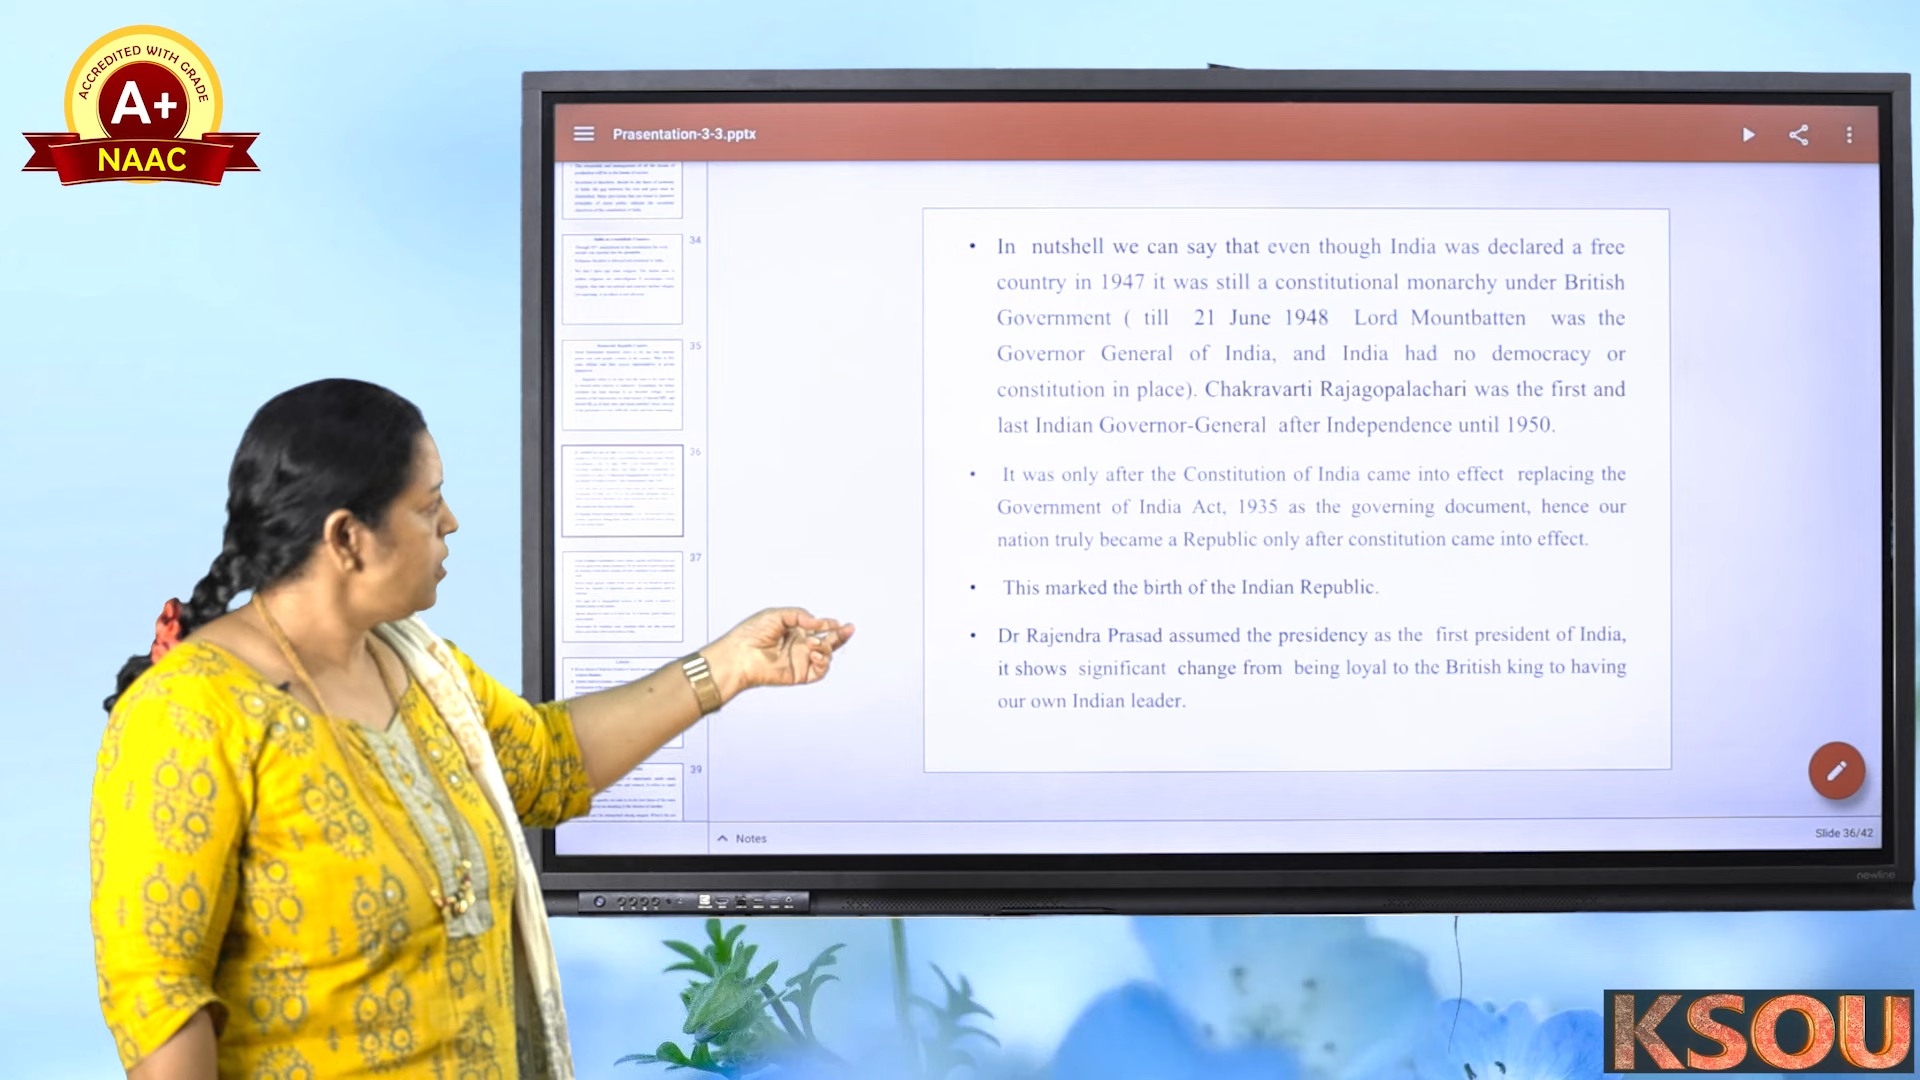 ACCREDITED WITH GRADE
A+
NAAC
Prasentation-3-3.pptx
34
35
36
37
39
• In nutshell we can say that even though India was declared a free
country in 1947 it was still a constitutional monarchy under British
Government ( till 21 June 1948 Lord Mountbatten was the
Governor General of India, and India had no democracy or
constitution in place). Chakravarti Rajagopalachari was the first and
last Indian Governor-General after Independence until 1950.
• It was only after the Constitution of India came into effect replacing the
Government of India Act, 1935 as the governing document, hence our
nation truly became a Republic only after constitution came into effect.
• This marked the birth of the Indian Republic.
• Dr Rajendra Prasad assumed the presidency as the first president of India,
it shows significant change from being loyal to the British king to having
our own Indian leader.
Notes
Slide 36/42
newline
KSOU